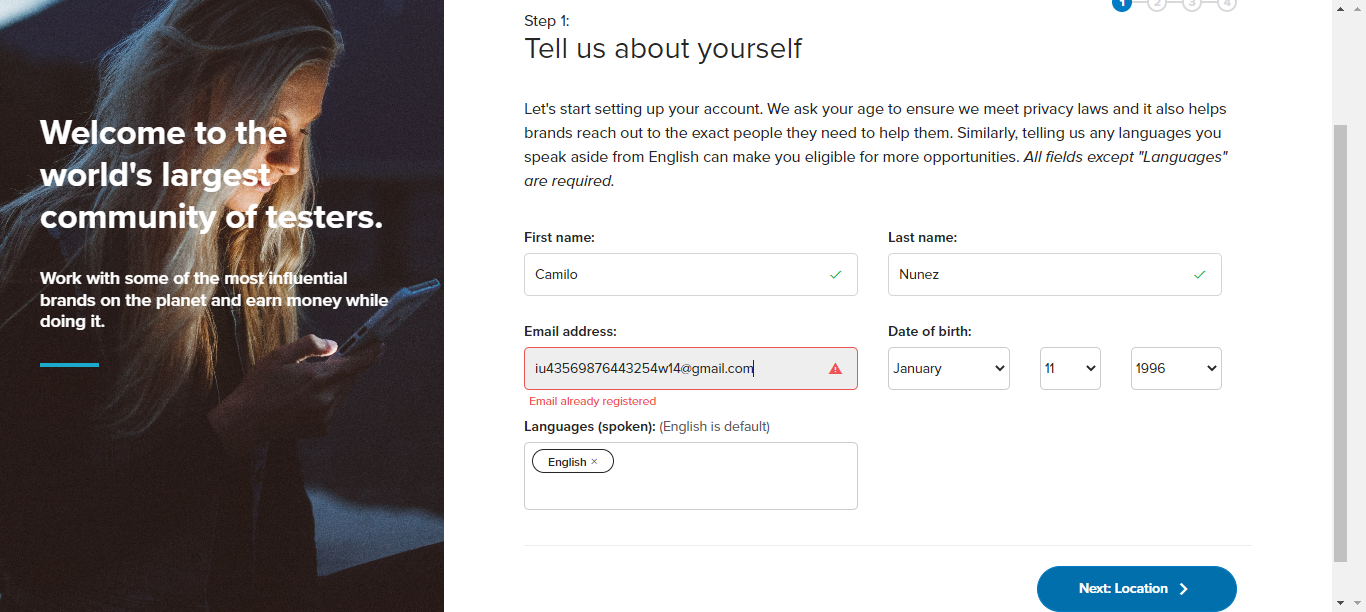 Welcome to the
world's largest
community of testers.
Work with some of the most influential
brands on the planet and earn money while
doing it.
1 2 3 4
Step 1:
Tell us about yourself
Let's start setting up your account. We ask your age to ensure we meet privacy laws and it also helps
brands reach out to the exact people they need to help them. Similarly, telling us any languages you
speak aside from English can make you eligible for more opportunities. All fields except "Languages"
are required.
First name: Last name:
Camilo Nunez
Email address: Date of birth:
iu43569876443254w14@gmail.com January 11 1996
Email already registered
Languages (spoken): (English is default)
English ×
Next: Location